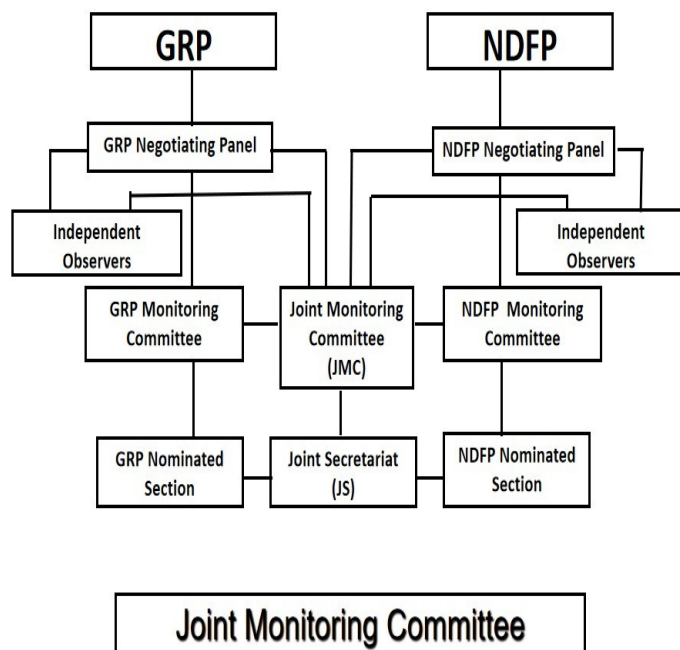 GRP
NDFP
GRP Negotiating Panel
NDFP Negotiating Panel
Independent
Observers
Independent
Observers
GRP Monitoring
Committee
Joint Monitoring
Committee
(JMC)
NDFP Monitoring
Committee
GRP Nominated
Section
Joint Secretariat
(JS)
NDFP Nominated
Section
Joint Monitoring Committee